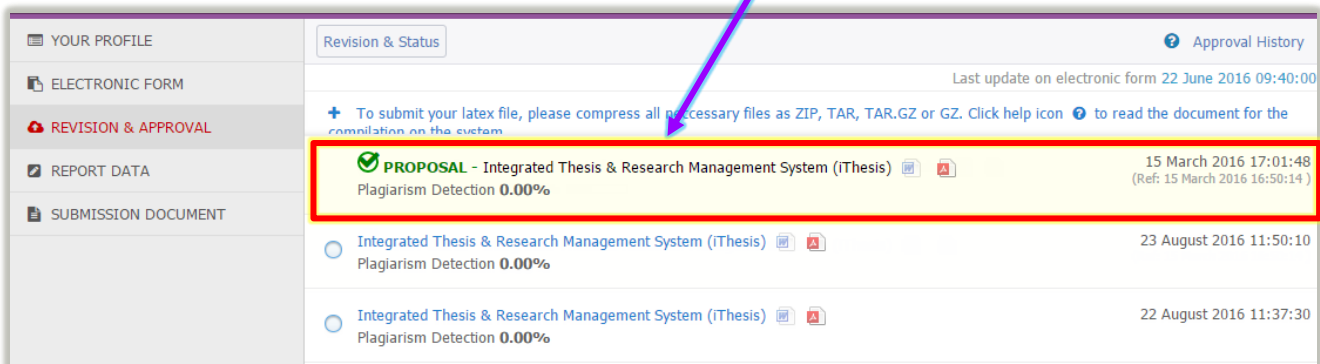 YOUR PROFILE
ELECTRONIC FORM
REVISION & APPROVAL
REPORT DATA
SUBMISSION DOCUMENT
Revision & Status
Approval History
Last update on electronic form 22 June 2016 09:40:00
To submit your latex file, please compress all neccessary files as ZIP, TAR, TAR.GZ or GZ. Click help icon to read the document for the
compilation on the system
PROPOSAL - Integrated Thesis & Research Management System (iThesis)
15 March 2016 17:01:48
Plagiarism Detection 0.00%
(Ref: 15 March 2016 16:50:14 )
Integrated Thesis & Research Management System (iThesis)
23 August 2016 11:50:10
Plagiarism Detection 0.00%
Integrated Thesis & Research Management System (iThesis)
22 August 2016 11:37:30
Plagiarism Detection 0.00%